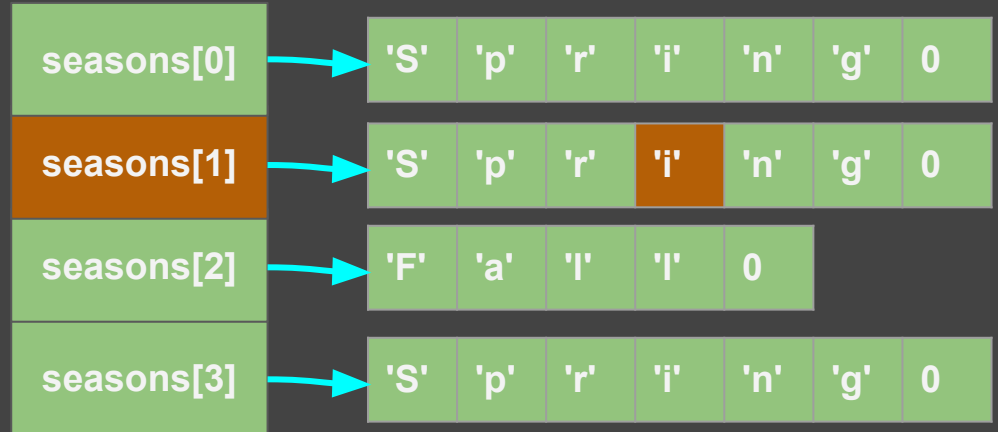 seasons[0] 'S' 'p' 'r' 'i' 'n' 'g' 0
seasons[1] 'S' 'p' 'r' 'i' 'n' 'g' 0
seasons[2] 'F' 'a' 'l' 'l' 0
seasons[3] 'S' 'p' 'r' 'i' 'n' 'g' 0